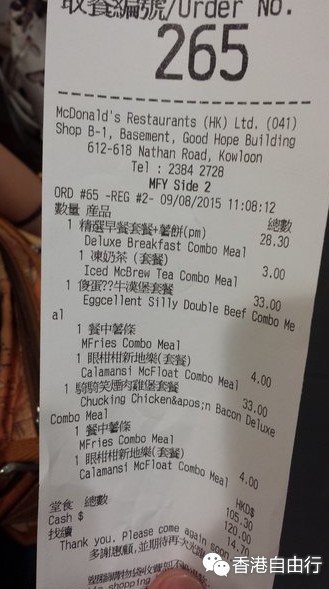 取餐編號/Order No.
265
McDonald's Restaurants (HK) Ltd. (041)
Shop B-1, Basement, Good Hope Building
612-618 Nathan Road, Kowloon
Tel : 2384 2728
MFY Side 2
ORD #65 -REG #2- 09/08/2015 11:08:12
數量 產品 總數
1 精選早餐套餐+薯餅(pm) 28.30
Deluxe Breakfast Combo Meal
1 凍奶茶 (套餐) 3.00
Iced McBrew Tea Combo Meal
1 傻蛋??牛漢堡套餐 33.00
Eggcellent Silly Double Beef Combo Me
al
1 餐中薯條
MFries Combo Meal
1 眼柑柑新地樂(套餐) 4.00
Calamansi McFloat Combo Meal
1 騎騎笑煙肉雞堡套餐 33.00
Chucking Chicken&apos;n Bacon Deluxe
Combo Meal
1 餐中薯條
MFries Combo Meal
1 眼柑柑新地樂(套餐) 4.00
Calamansi McFloat Combo Meal
HKD$
堂食 總數 105.30
Cash $ 120.00
找續 14.70
Thank you. Please come again soon
多謝惠顧,並期待再次光臨
shopping
香港自由行